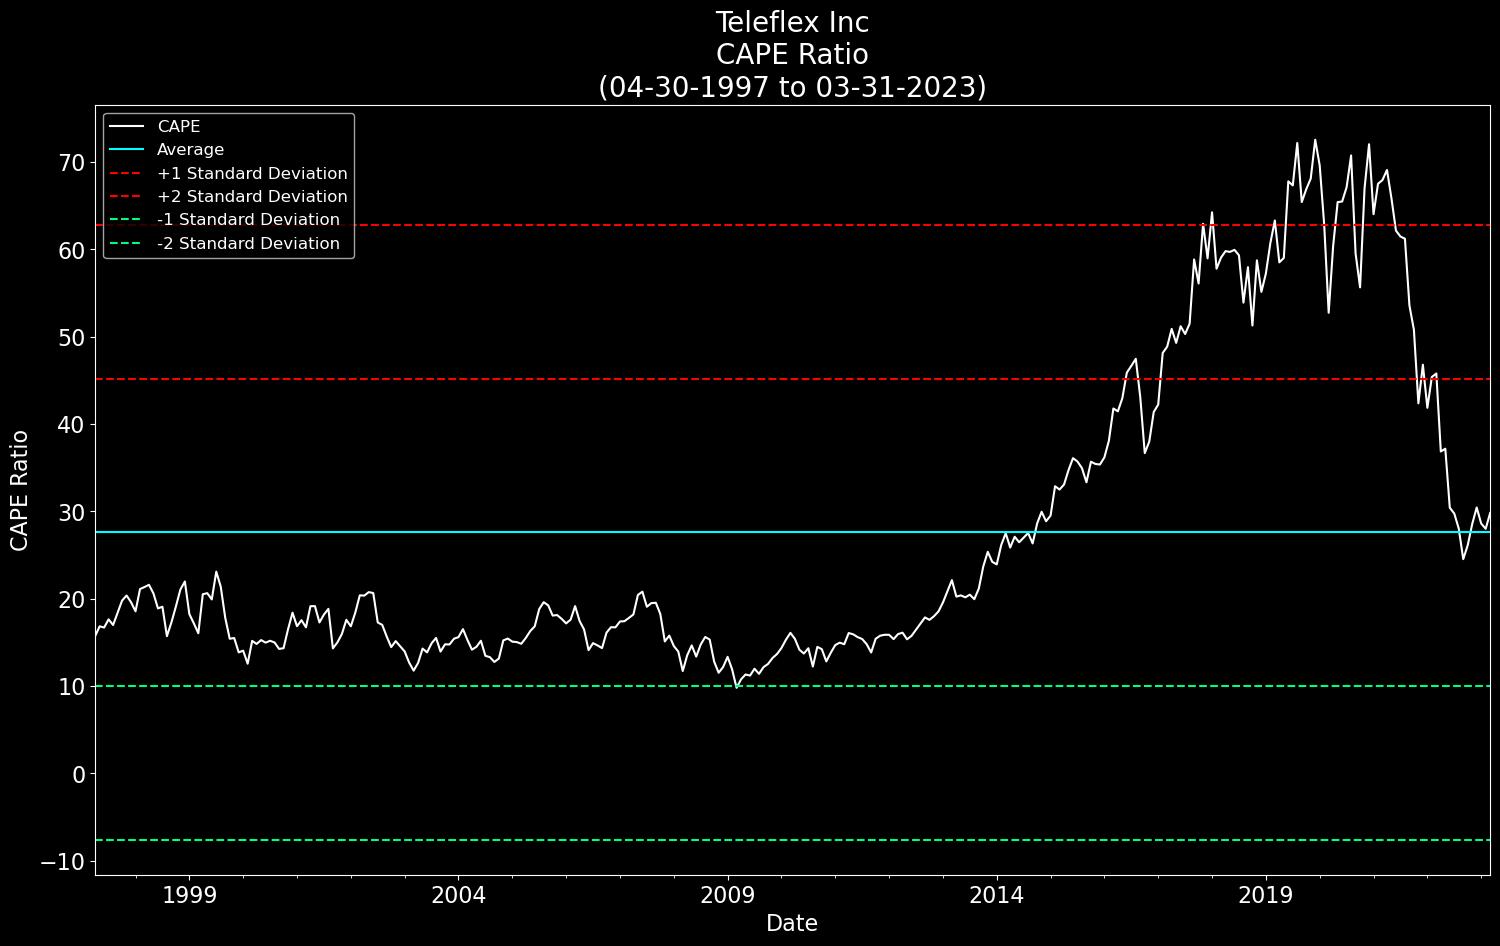 Teleflex Inc
CAPE Ratio
(04-30-1997 to 03-31-2023)
CAPE
Average
+1 Standard Deviation
+2 Standard Deviation
-1 Standard Deviation
-2 Standard Deviation
70
60
50
40
30
20
10
0
−10
CAPE Ratio
1999 2004 2009 2014 2019
Date